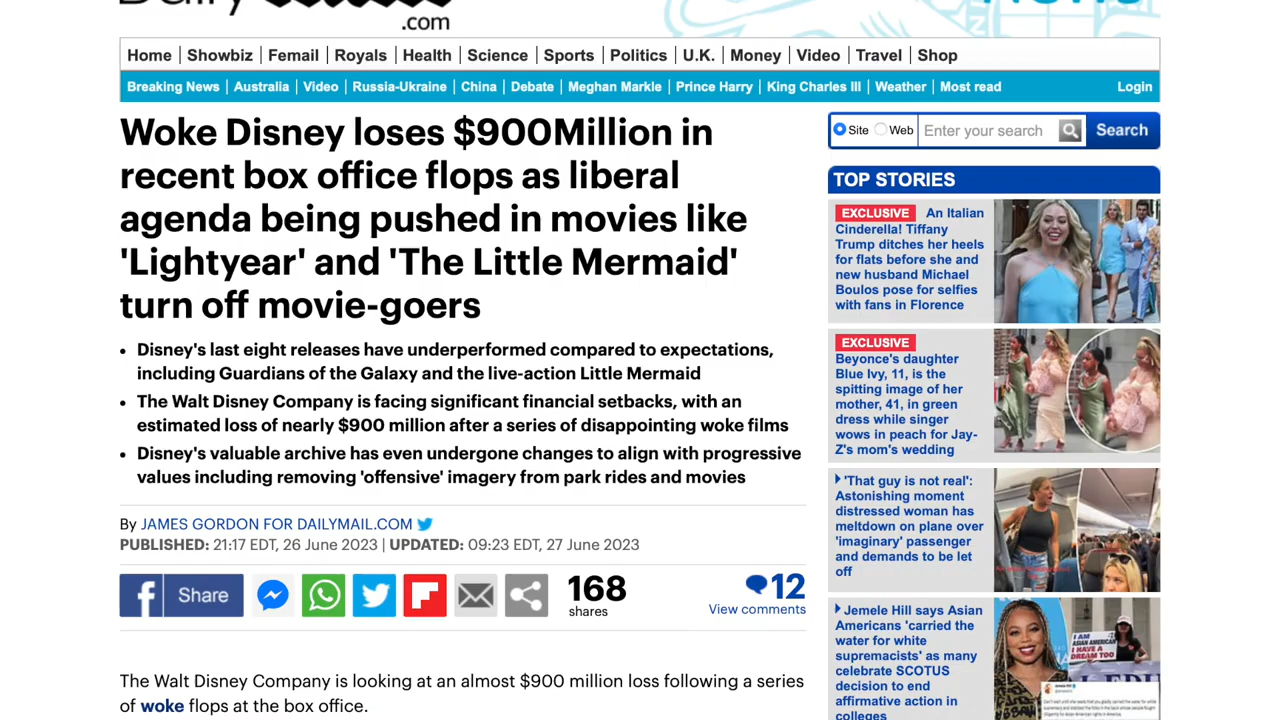 .com
Home Showbiz Femail Royals Health Science Sports Politics U.K. Money Video Travel Shop
Breaking News Australia Video Russia-Ukraine China Debate Meghan Markle Prince Harry King Charles III Weather Most read Login
Woke Disney loses $900Million in
recent box office flops as liberal
agenda being pushed in movies like
'Lightyear' and 'The Little Mermaid'
turn off movie-goers
• Disney's last eight releases have underperformed compared to expectations,
including Guardians of the Galaxy and the live-action Little Mermaid
• The Walt Disney Company is facing significant financial setbacks, with an
estimated loss of nearly $900 million after a series of disappointing woke films
• Disney's valuable archive has even undergone changes to align with progressive
values including removing 'offensive' imagery from park rides and movies
By JAMES GORDON FOR DAILYMAIL.COM
PUBLISHED: 21:17 EDT, 26 June 2023 | UPDATED: 09:23 EDT, 27 June 2023
Share
168
shares
12
View comments
The Walt Disney Company is looking at an almost $900 million loss following a series
of woke flops at the box office.
Site Web Enter your search Search
TOP STORIES
EXCLUSIVE An Italian
Cinderella! Tiffany
Trump ditches her heels
for flats before she and
new husband Michael
Boulos pose for selfies
with fans in Florence
EXCLUSIVE
Beyonce's daughter
Blue Ivy, 11, is the
spitting image of her
mother, 41, in green
dress while singer
wows in peach for Jay-
Z's mom's wedding
'That guy is not real':
Astonishing moment
distressed woman has
meltdown on plane over
'imaginary' passenger
and demands to be let
off
Jemele Hill says Asian
Americans 'carried the
water for white
supremacists' as many
celebrate SCOTUS
decision to end
affirmative action in
colleges
I AM
ASIAN AMERICAN
I HAVE A
DREAM TOO